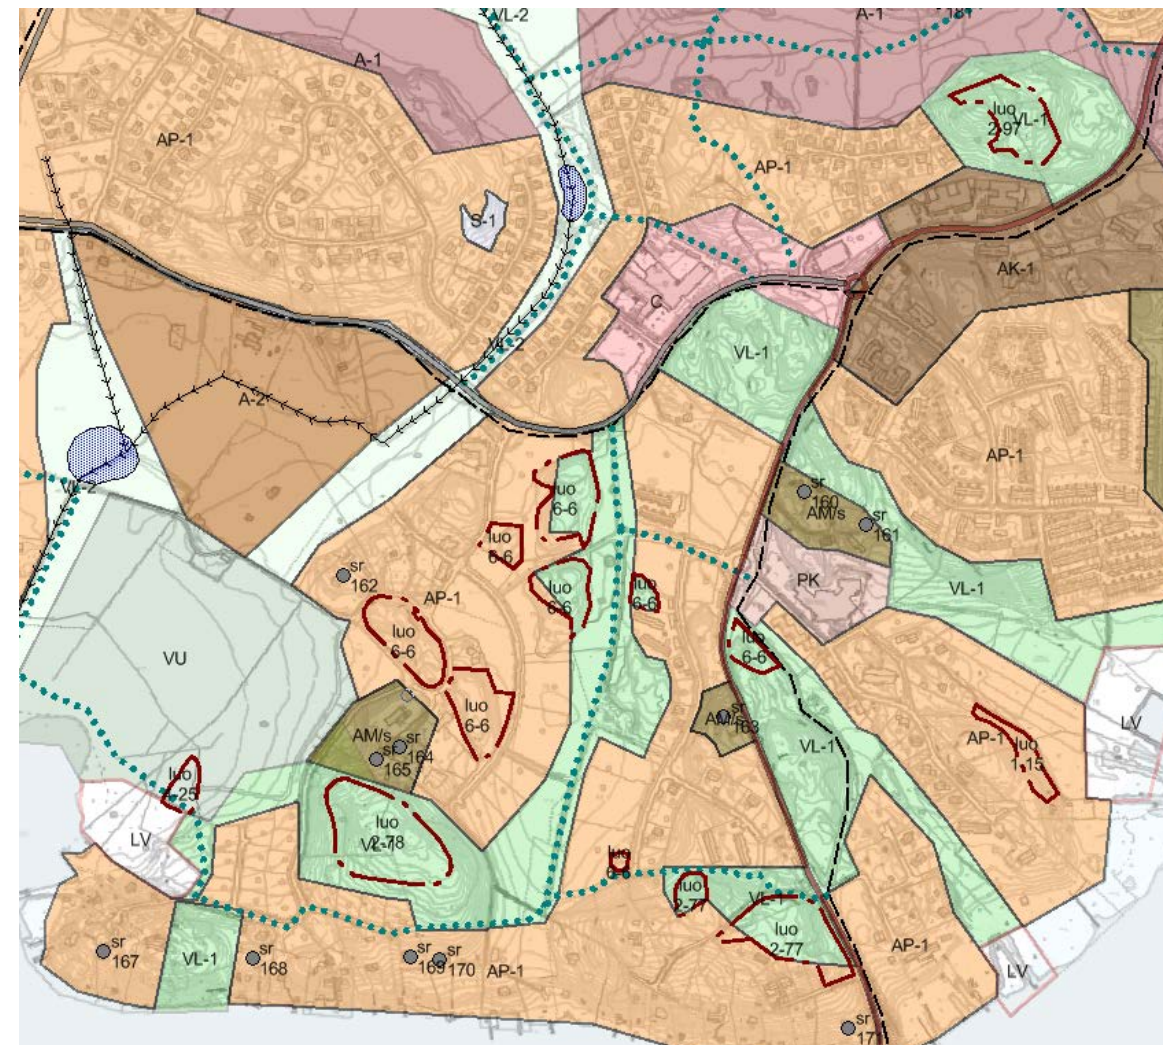 VL-2
A-1
181
A-1
luo
2-97
VL-1
AP-1
AP-1
S-1
AK-1
C
VL-2
VL-1
A-2
AP-1
VL-2
luo
6-6
sr
160
AM/s
sr
161
luo
6-6
sr
162
AP-1
luo
6-6
luo
6-6
PK
VL-1
luo
6-6
luo
6-6
VU
luo
6-6
LV
AM/s
sr
163
AM/s
sr
164
sr
165
VL-1
AP-1
luo
1-15
luo
LV
luo
2-78
VL-1
luo
6-6
luo
2-77
VL-1
luo
2-77
sr
167
VL-1
sr
168
sr
169
sr
170
AP-1
AP-1
LV
sr